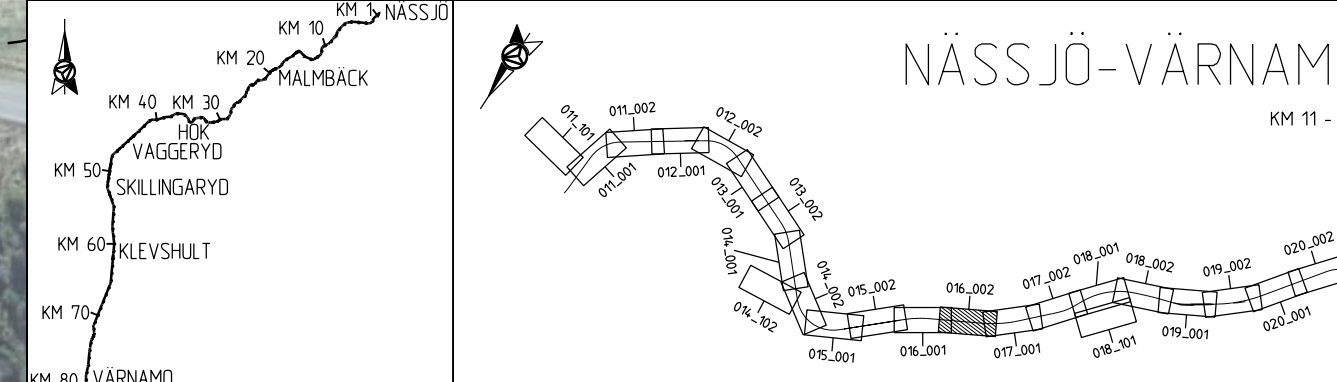 KM 1
NÄSSJÖ
KM 10
KM 20
MALMBÄCK
KM 40
KM 30
HOK
VAGGERYD
KM 50
SKILLINGARYD
KM 60
KLEVSHULT
KM 70
KM 80
VÄRNAMO
NÄSSJÖ-VÄRNAM
KM 11 -
011_101
011_002
011_001
012_001
012_002
013_001
013_002
014_001
014_002
014_102
015_001
015_002
016_001
016_002
017_001
017_002
018_001
018_002
018_101
019_001
019_002
020_001
020_002